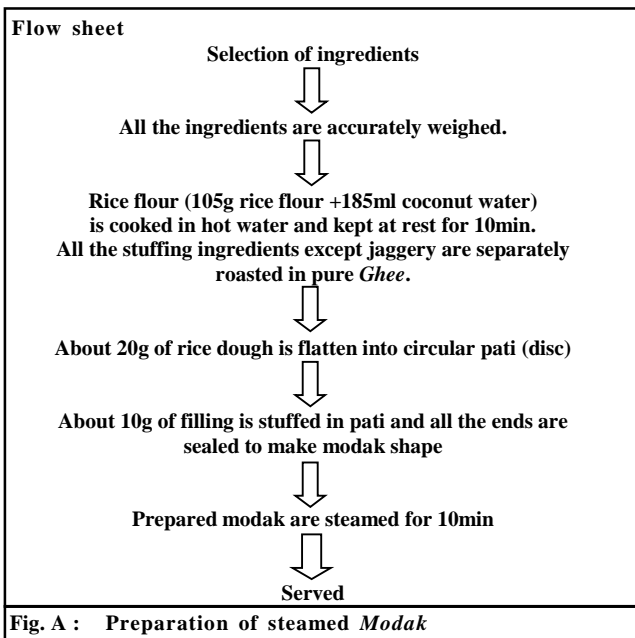 Flow sheet
Selection of ingredients
All the ingredients are accurately weighed.
Rice flour (105g rice flour +185ml coconut water)
is cooked in hot water and kept at rest for 10min.
All the stuffing ingredients except jaggery are separately
roasted in pure Ghee.
About 20g of rice dough is flatten into circular pati (disc)
About 10g of filling is stuffed in pati and all the ends are
sealed to make modak shape
Prepared modak are steamed for 10min
Served
Fig. A : Preparation of steamed Modak